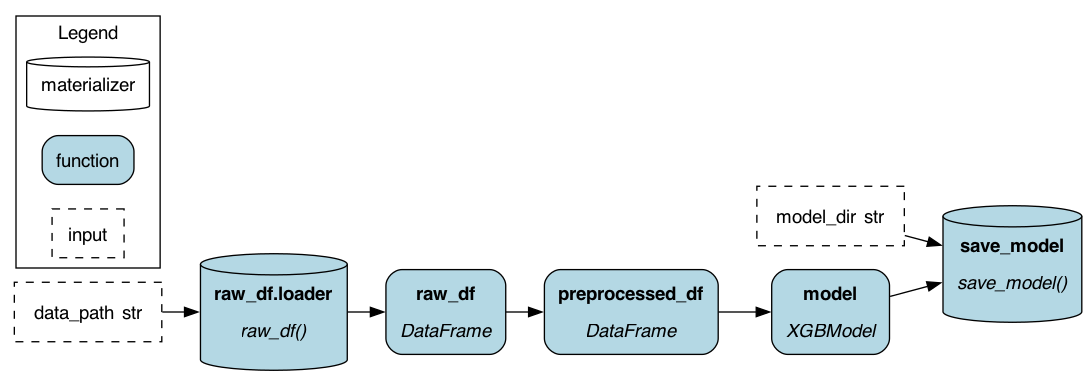 Legend
materializer
function
input
data_path str
raw_df.loader
raw_df()
raw_df
DataFrame
preprocessed_df
DataFrame
model
XGBModel
model_dir str
save_model
save_model()